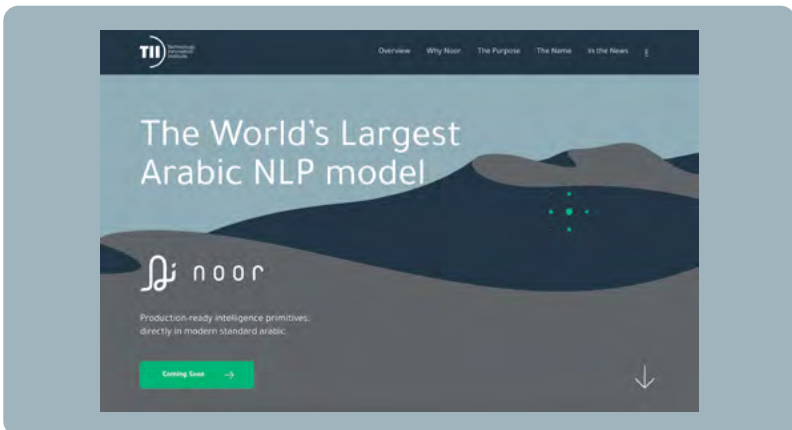 TII
Technology
Innovation
Institute
Overview Why Noor The Purpose The Name In the News ع
The World's Largest
Arabic NLP model
noor
Production-ready intelligence primitives,
directly in modern standard arabic.
Coming Soon